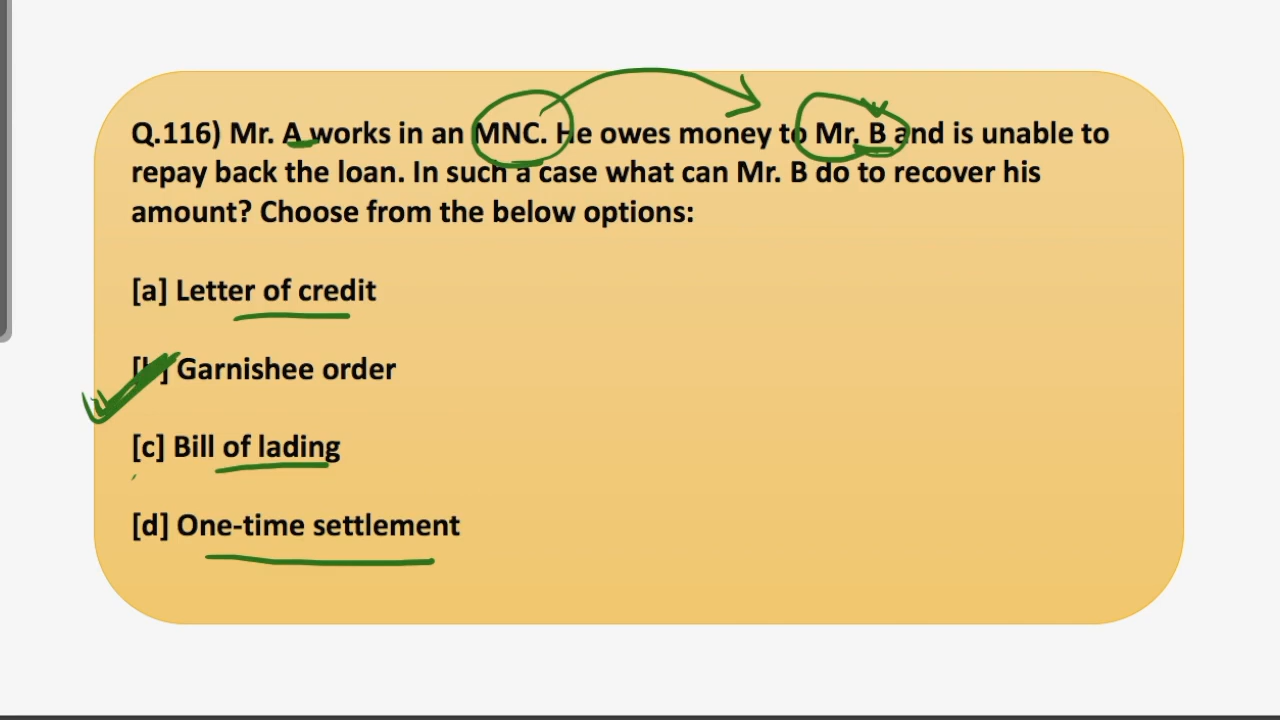 Q.116) Mr. A works in an MNC. He owes money to Mr. B and is unable to
repay back the loan. In such a case what can Mr. B do to recover his
amount? Choose from the below options:
[a] Letter of credit
[b] Garnishee order
[c] Bill of lading
[d] One-time settlement